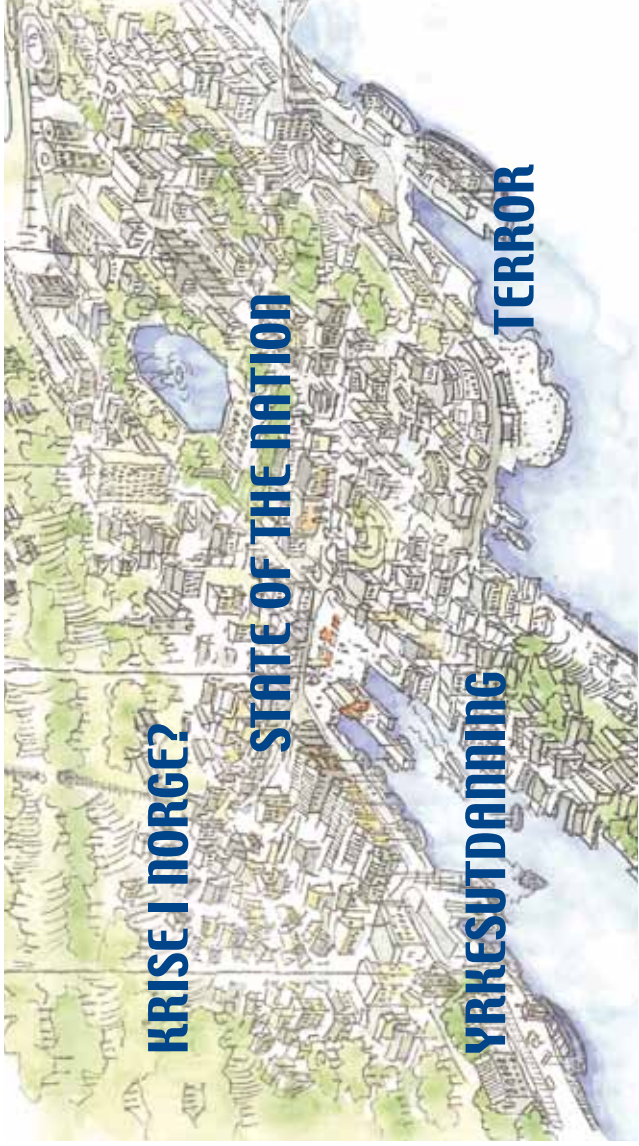 KRISE I NORGE?
STATE OF THE NATION
YRKESUTDANNING
TERROR